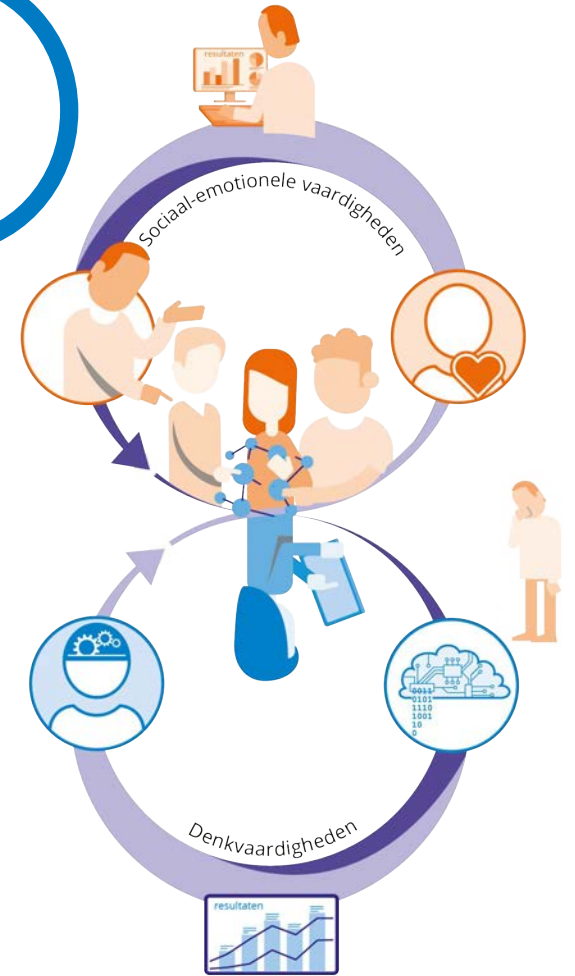 resultaten
Sociaal-emotionele vaardigheden
0011
0101
1110
1001
10
0
Denkvaardigheden
resultaten